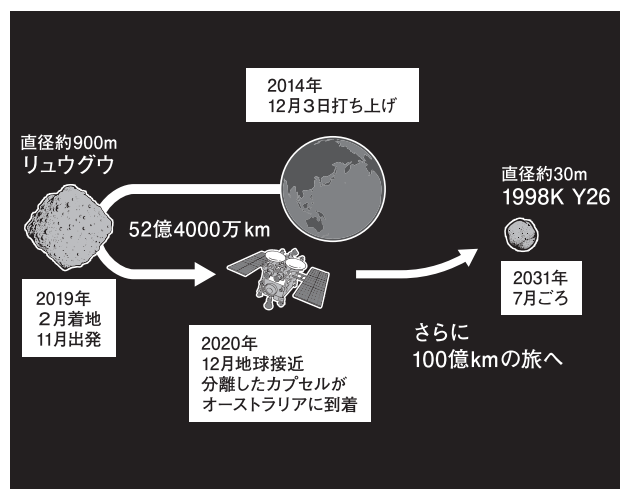 2014年
12月3日打ち上げ
直径約900m
リュウグウ
52億4000万km
2019年
２月着地
11月出発
2020年
12月地球接近
分離したカプセルが
オーストラリアに到着
直径約30m
1998K Y26
2031年
7月ごろ
さらに
100億kmの旅へ